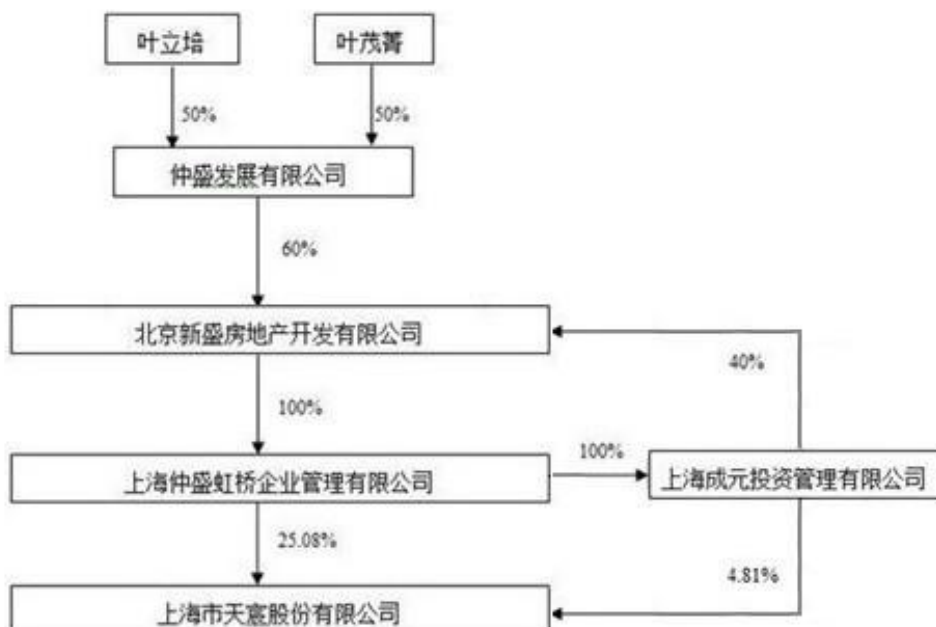 叶立培
叶茂菁
50%
50%
仲盛发展有限公司
60%
北京新盛房地产开发有限公司
40%
100%
上海仲盛虹桥企业管理有限公司
100%
上海成元投资管理有限公司
25.08%
4.81%
上海市天宸股份有限公司